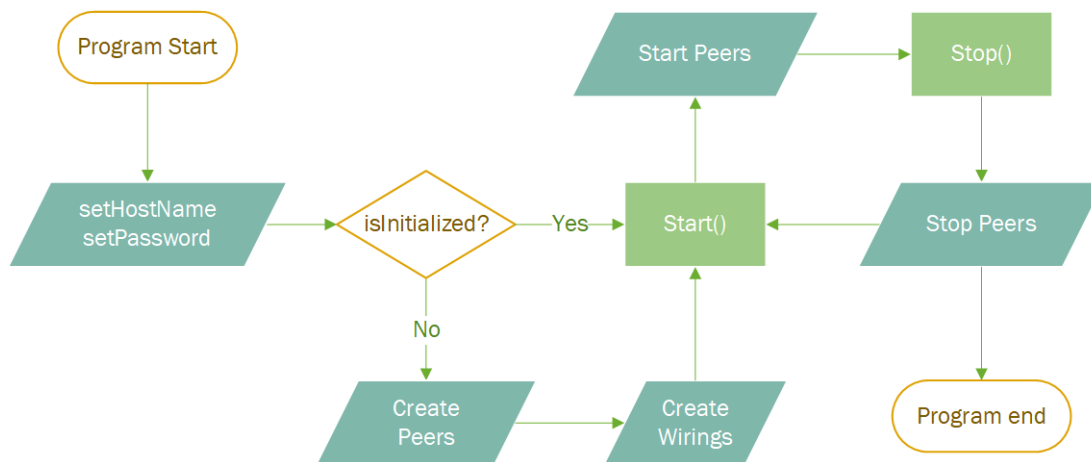 Program Start
Start Peers
Stop()
setHostName
setPassword
isInitialized?
Yes
Start()
Stop Peers
No
Create
Peers
Create
Wirings
Program end